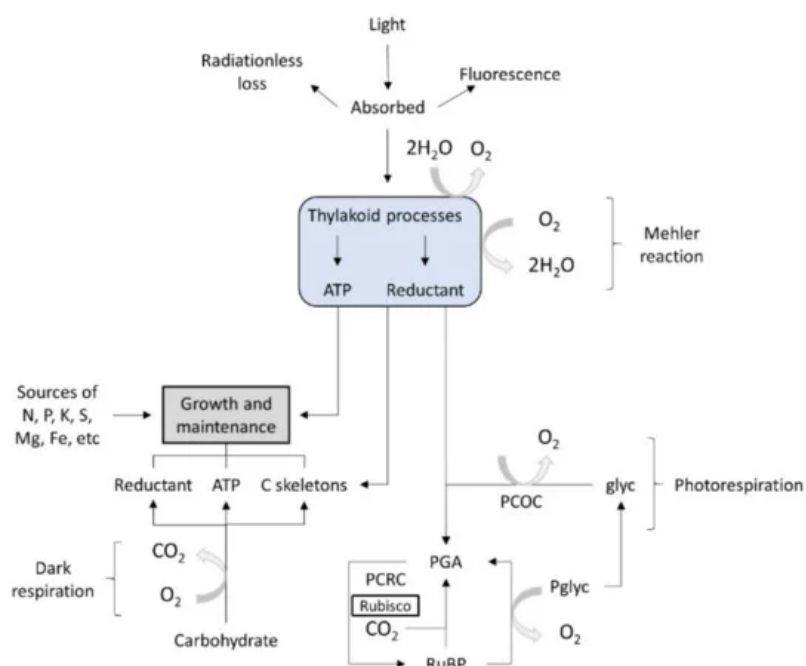 Light
Radiationless
loss
Fluorescence
Absorbed
2H₂O O₂
Thylakoid processes
O₂
Mehler
reaction
2H₂O
ATP Reductant
Sources of
N, P, K, S,
Mg, Fe, etc
Growth and
maintenance
O₂
Reductant ATP C skeletons
glyc
Photorespiration
PCOC
CO₂
Dark
respiration
O₂
Carbohydrate
PGA
PCRC
Rubisco
CO₂
Pglyc
O₂
RuBP